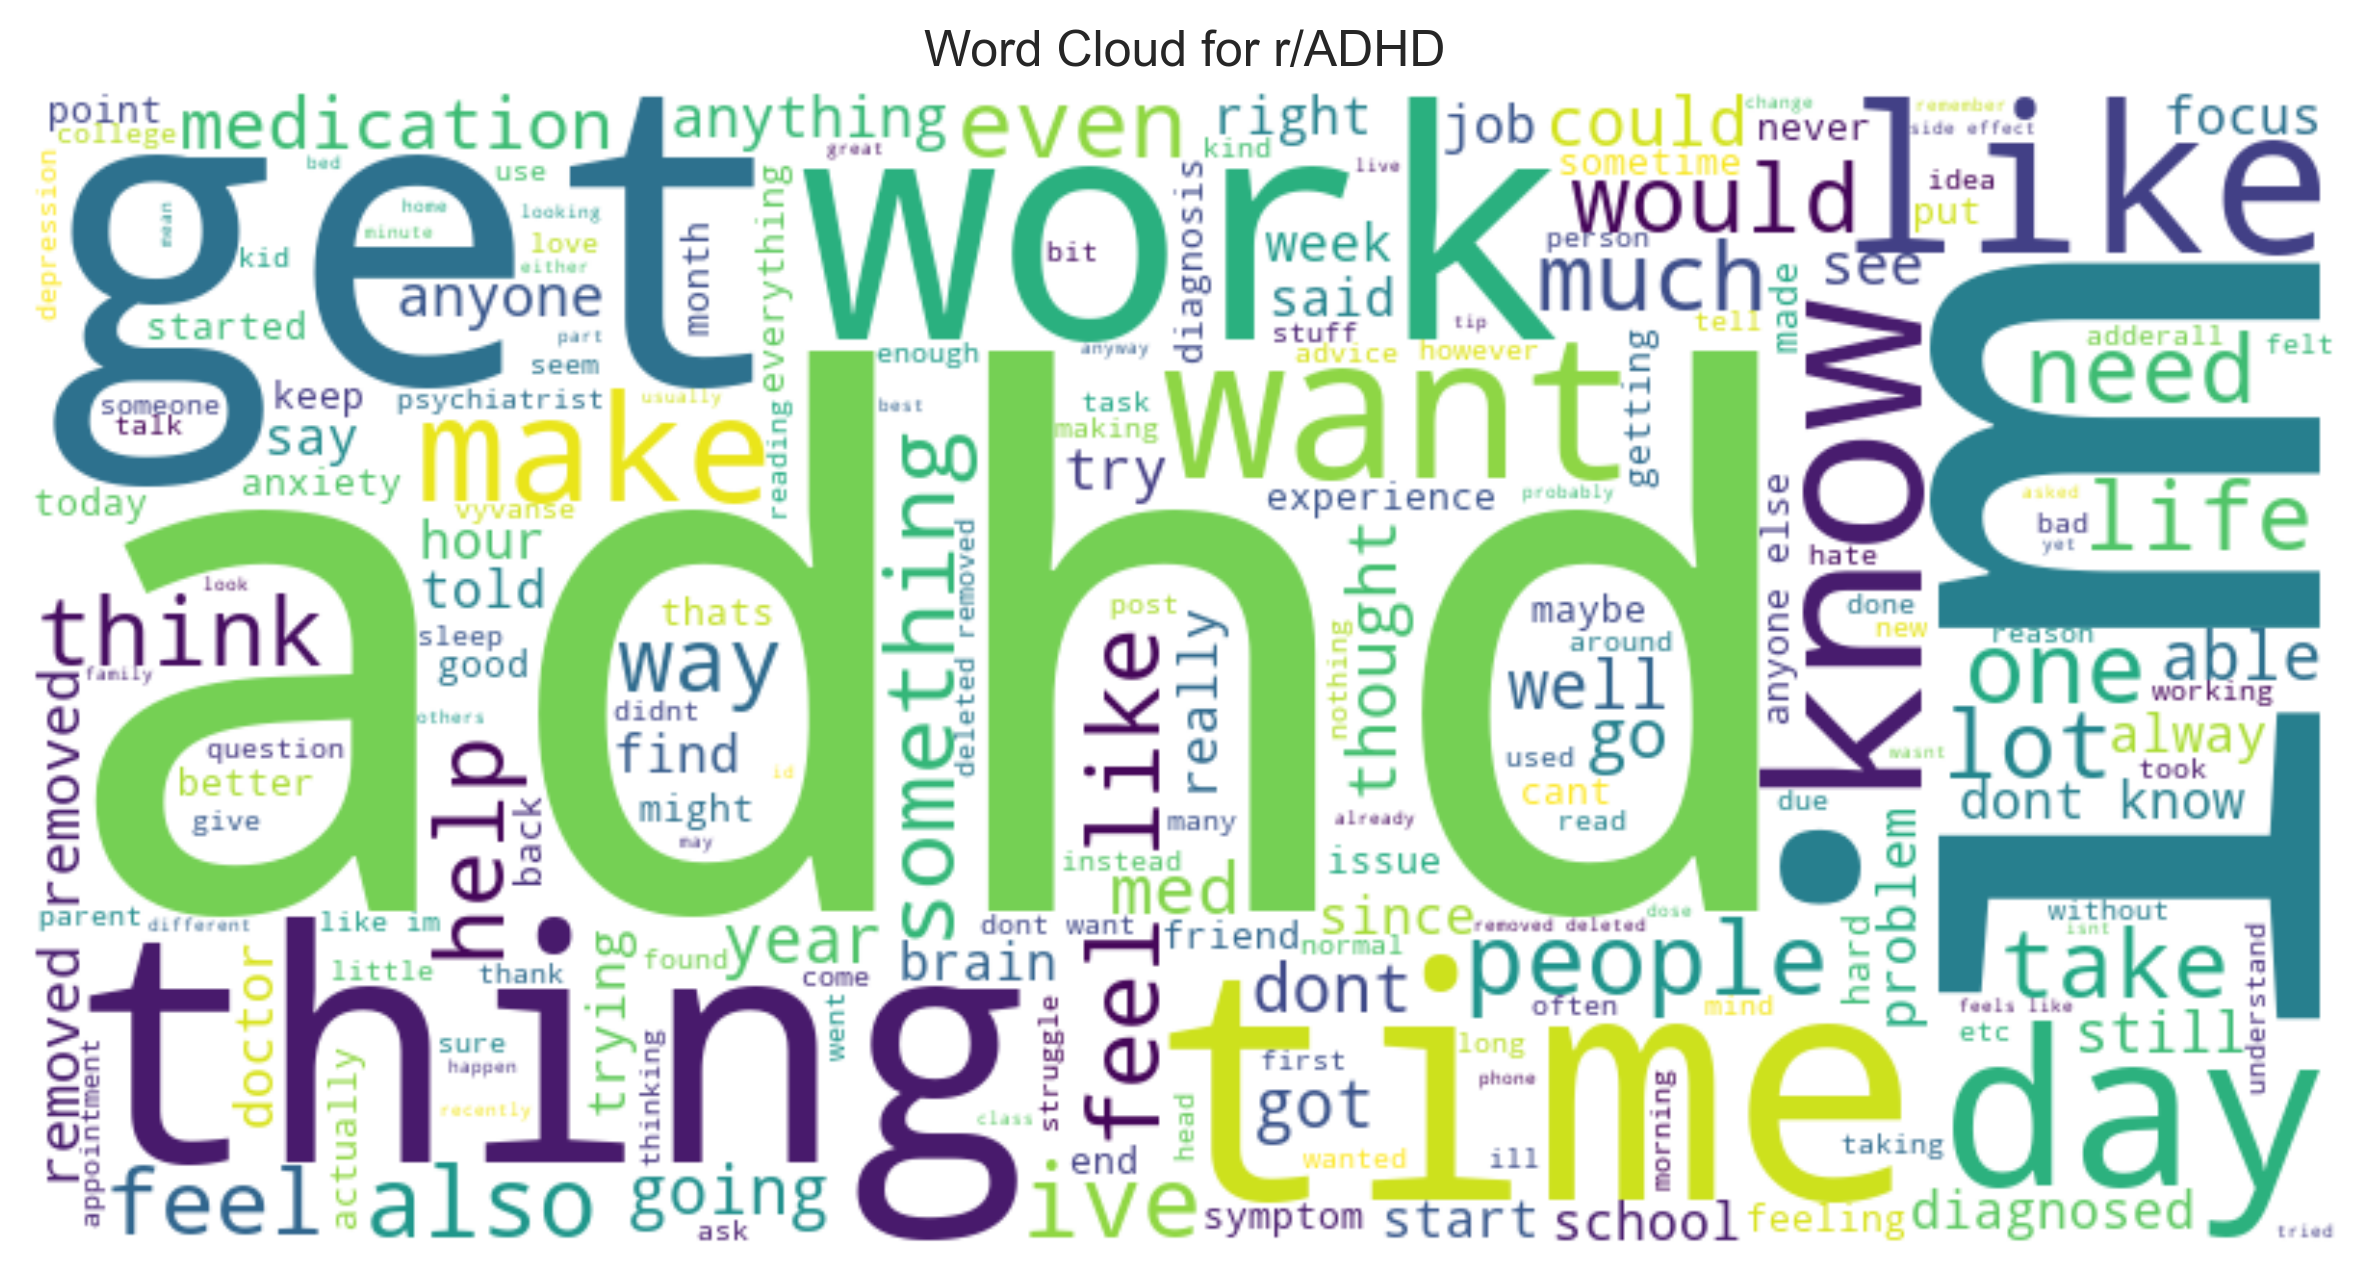 Word Cloud for r/ADHD
point
college
medication
anything
even
right
kind
job
could
change
never
remember
side effect
like
focus
depression
bed
use
great
get
work
live
sometime
would
idea
put
mean
home
minute
looking
love
either
kid
month
everything
bit
diagnosis
week
said
stuff
person
much
see
made
anyone
started
part
seem
enough
anyway
tip
advice
however
tell
know
im
adderall
felt
need
someone
talk
keep
say
psychiatrist
usually
make
reading
best
task
making
want
try
getting
today
anxiety
vyvanse
experience
probably
anyone else
asked
bad
yet
life
hate
adhd
hour
told
something
deleted removed
thought
look
think
family
sleep
good
thats
way
didnt
find
id
might
may
others
post
feel like
really
nothing
maybe
around
well
go
used
cant
read
done
new
reason
one
able
working
lot
alway
took
wasnt
dont know
due
removed removed
question
better
give
help
back
many
already
instead
med
issue
problem
parent
different
like im
year
dont want
friend
since
removed deleted
dose
normal
without
isnt
take
doctor
little
thank
trying
found
come
brain
dont
people
often
mind
hard
feels like
etc
still
understand
thing
sure
happen
recently
thinking
went
struggle
class
head
time
first
got
long
phone
morning
taking
day
appointment
actually
feel
also
going
ask
end
ive
wanted
ill
symptom
start
school
feeling
diagnosed
tried